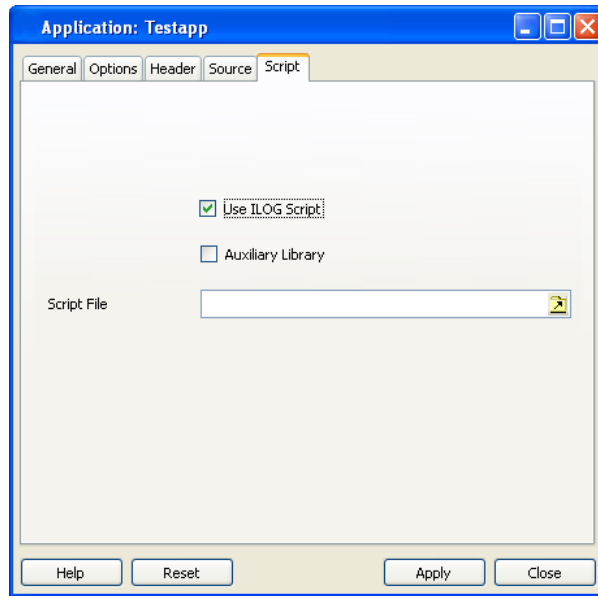 Application: Testapp
General Options Header Source Script
Use ILOG Script
Auxiliary Library
Script File
Help Reset Apply Close